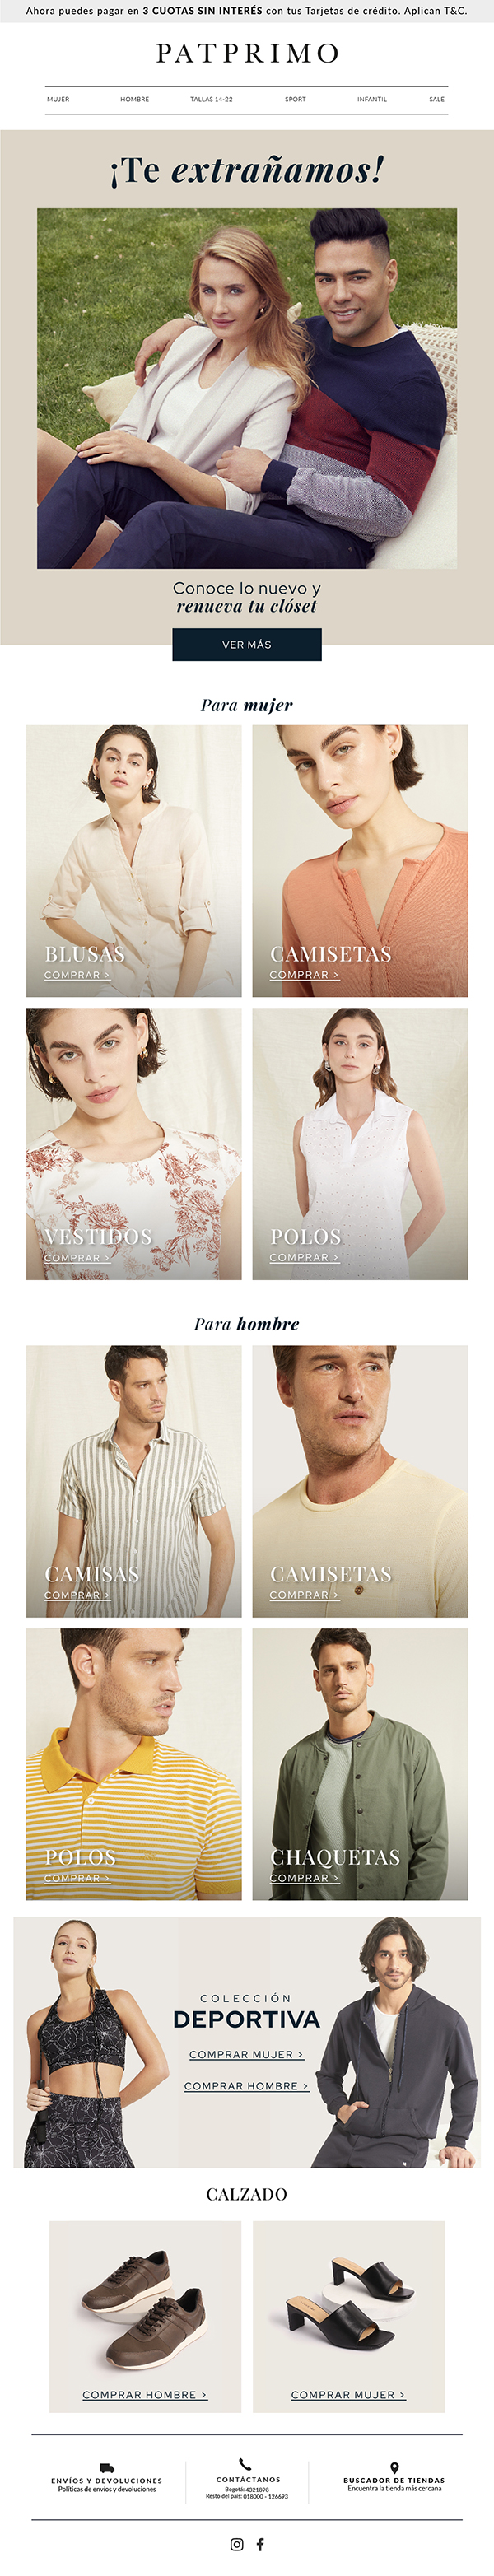 Ahora puedes pagar en 3 CUOTAS SIN INTERÉS con tus Tarjetas de crédito. Aplican T&C.
PATPRIMO
MUJER HOMBRE TALLAS 14-22 SPORT INFANTIL SALE
¡Te extrañamos!
Conoce lo nuevo y
renueva tu clóset
VER MÁS
Para mujer
BLUSAS
COMPRAR >
CAMISETAS
COMPRAR >
VESTIDOS
COMPRAR >
POLOS
COMPRAR >
Para hombre
CAMISAS
COMPRAR >
CAMISETAS
COMPRAR >
POLOS
COMPRAR >
CHAQUETAS
COMPRAR >
COLECCIÓN
DEPORTIVA
COMPRAR MUJER >
COMPRAR HOMBRE >
CALZADO
COMPRAR HOMBRE >
COMPRAR MUJER >
ENVÍOS Y DEVOLUCIONES
Políticas de envíos y devoluciones
CONTÁCTANOS
Bogotá: 4321898
Resto del país: 018000 - 126693
BUSCADOR DE TIENDAS
Encuentra la tienda más cercana